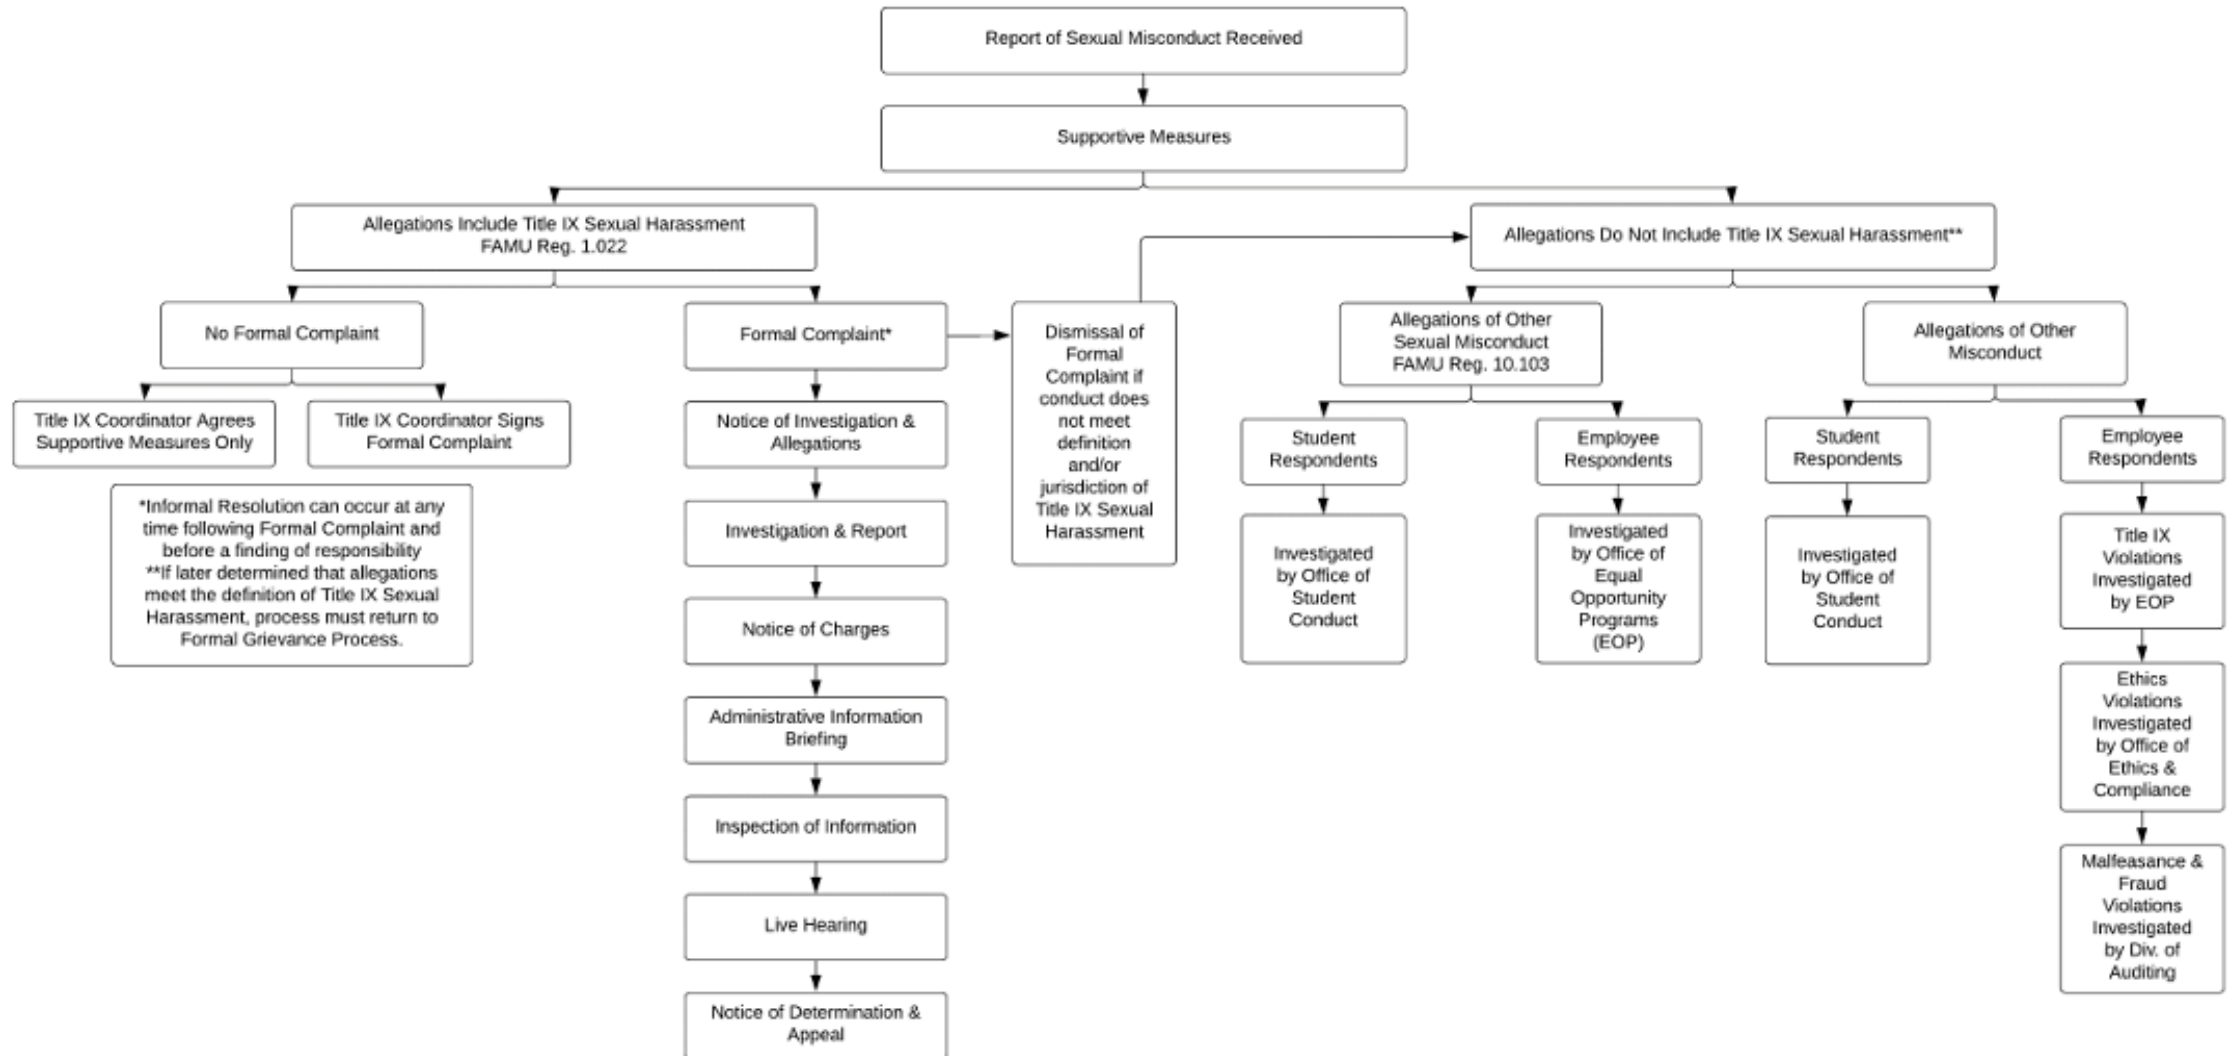 Report of Sexual Misconduct Received
Supportive Measures
Allegations Include Title IX Sexual Harassment
FAMU Reg. 1.022
Allegations Do Not Include Title IX Sexual Harassment**
No Formal Complaint
Title IX Coordinator Agrees
Supportive Measures Only
Title IX Coordinator Signs
Formal Complaint
*Informal Resolution can occur at any
time following Formal Complaint and
before a finding of responsibility
**If later determined that allegations
meet the definition of Title IX Sexual
Harassment, process must return to
Formal Grievance Process.
Formal Complaint*
Notice of Investigation &
Allegations
Investigation & Report
Notice of Charges
Administrative Information
Briefing
Inspection of Information
Live Hearing
Notice of Determination &
Appeal
Dismissal of
Formal
Complaint if
conduct does
not meet
definition
and/or
jurisdiction of
Title IX Sexual
Harassment
Allegations of Other
Sexual Misconduct
FAMU Reg. 10.103
Student
Respondents
Investigated
by Office of
Student
Conduct
Employee
Respondents
Investigated
by Office of
Equal
Opportunity
Programs
(EOP)
Allegations of Other
Misconduct
Student
Respondents
Investigated
by Office of
Student
Conduct
Employee
Respondents
Title IX
Violations
Investigated
by EOP
Ethics
Violations
Investigated
by Office of
Ethics &
Compliance
Malfeasance &
Fraud
Violations
Investigated
by Div. of
Auditing